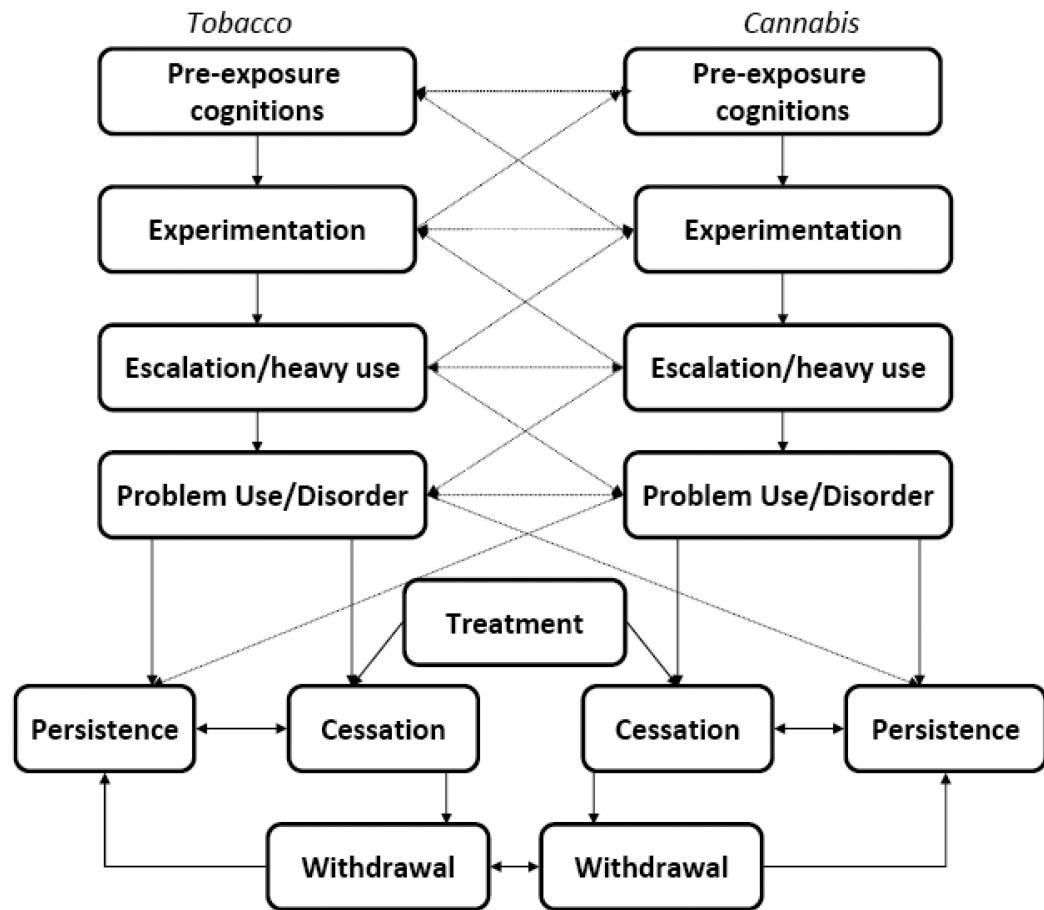 Tobacco
Cannabis
Pre-exposure
cognitions
Pre-exposure
cognitions
Experimentation
Experimentation
Escalation/heavy use
Escalation/heavy use
Problem Use/Disorder
Problem Use/Disorder
Treatment
Persistence
Cessation
Cessation
Persistence
Withdrawal
Withdrawal